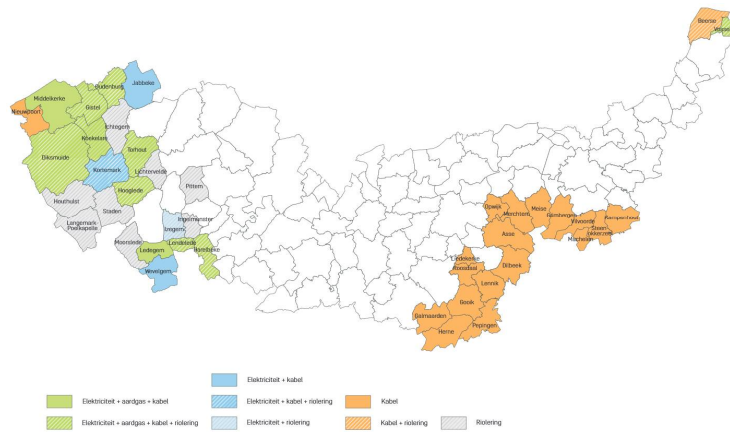 Beerse
Oudenburg
Jabbeke
Middelkerke
Gistel
Nieuwpoort
Ichtegem
Koekelare
Torhout
Diksmuide
Kortemark
Lichtervelde
Pittem
Hooglede
Houthulst
Staden
Langemark
Poelkapelle
Ingelmunster
Izegem
Moorslede
Lendelede
Ledegem
Harelbeke
Wevelgem
Opwijk
Merchtem
Meise
Grimbergen
Vilvoorde
Kampenhout
Steen-
okkerzeel
Machelen
Asse
Liedekerke
Roosdaal
Dilbeek
Lennik
Gooik
Galmaarden
Herne
Pepingen
Elektriciteit + kabel
Elektriciteit + aardgas + kabel
Elektriciteit + kabel + riolering
Kabel
Elektriciteit + aardgas + kabel + riolering
Elektriciteit + riolering
Kabel + riolering
Riolering